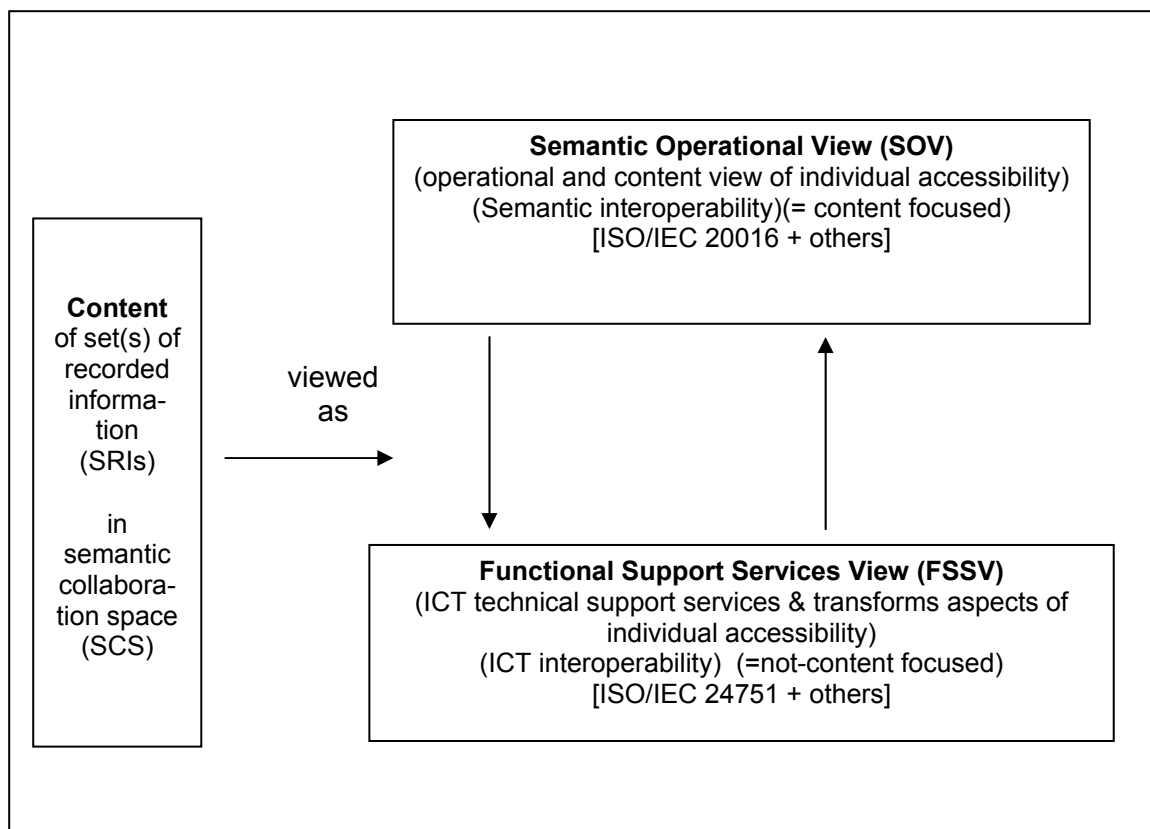 Content
of set(s) of
recorded
informa-
tion
(SRIs)
in
semantic
collabora-
tion space
(SCS)
viewed
as
Semantic Operational View (SOV)
(operational and content view of individual accessibility)
(Semantic interoperability)(= content focused)
[ISO/IEC 20016 + others]
Functional Support Services View (FSSV)
(ICT technical support services & transforms aspects of
individual accessibility)
(ICT interoperability)  (=not-content focused)
[ISO/IEC 24751 + others]